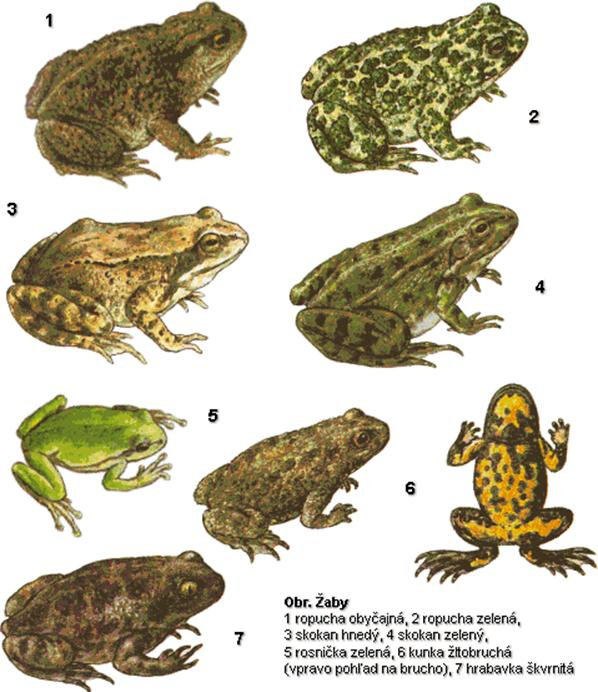 1
2
3
4
5
6
7
Obr. Žaby
1 ropucha obyčajná, 2 ropucha zelená,
3 skokan hnedý, 4 skokan zelený,
5 rosnička zelená, 6 kunka žltobruchá
(vpravo pohľad na brucho), 7 hrabavka škvrnitá